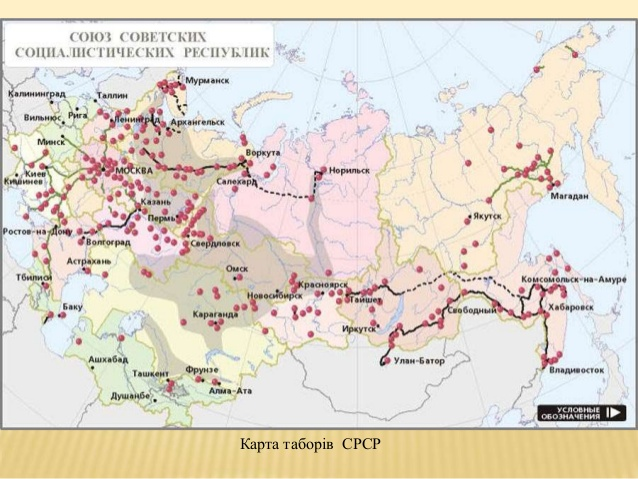 СОЮЗ СОВЕТСКИХ
СОЦИАЛИСТИЧЕСКИХ РЕСПУБЛИК
Мурманск
Калининград
Таллин
Вильнюс
Рига
Ленинград
Архангельск
Минск
Воркута
Киев
МОСКВА
Салехард
Норильск
Кишинев
Магадан
Казань
Пермь
Якутск
Ростов-на-Дону
Волгоград
Свердловск
Астрахань
Омск
Тбилиси
Новосибирск
Красноярск
Тайшет
Комсомольск-на-Амуре
Баку
Караганда
Свободный
Хабаровск
Иркутск
Улан-Батор
Ашхабад
Ташкент
Фрунзе
Владивосток
Алма-Ата
Душанбе
УСЛОВНЫЕ
ОБОЗНАЧЕНИЯ
Карта таборів СРСР